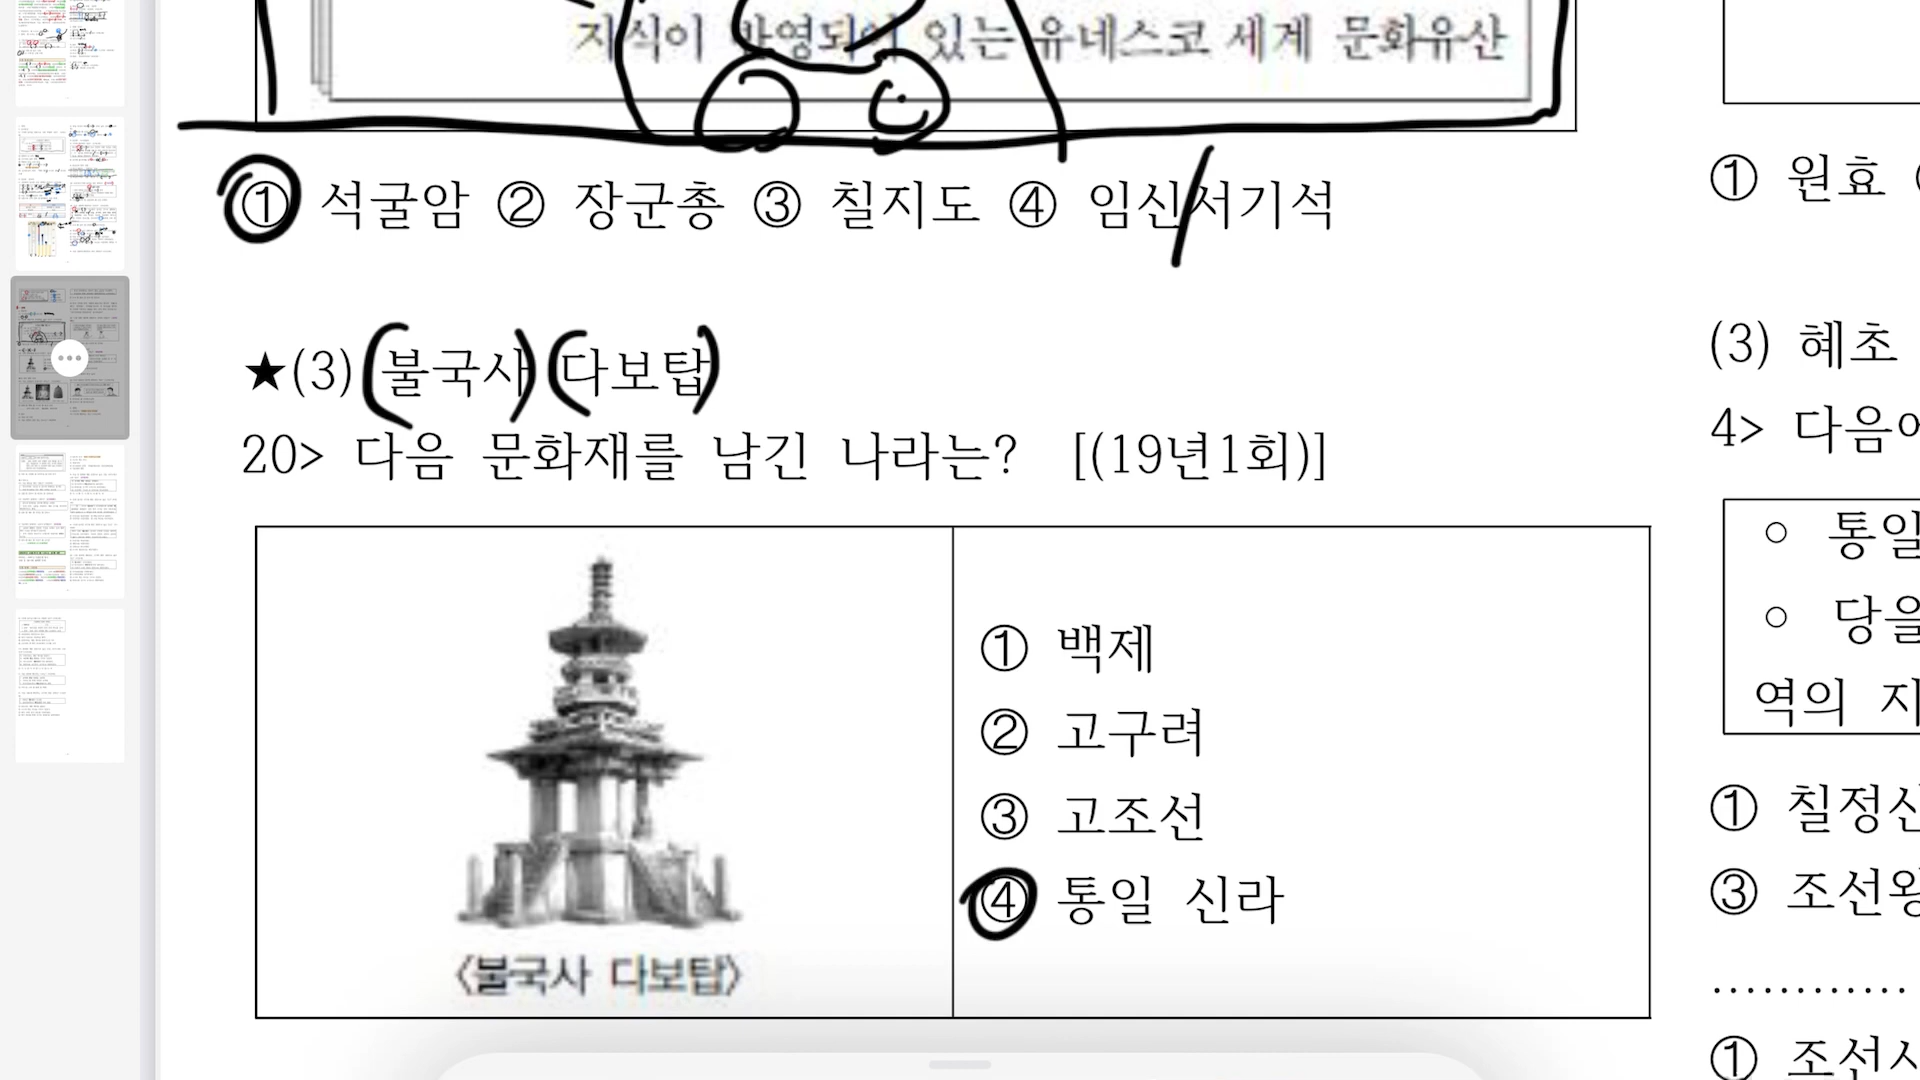 지식이 반영되어 있는 유네스코 세계 문화유산
① 석굴암 ② 장군총 ③ 칠지도 ④ 임신서기석
★(3) (불국사) (다보탑)
20> 다음 문화재를 남긴 나라는? [(19년1회)]
① 백제
② 고구려
③ 고조선
④ 통일 신라
<불국사 다보탑>
① 원효
(3) 혜초
4> 다음
○ 통일
○ 당을
역의 지
① 칠정산
③ 조선왕
............
① 조선